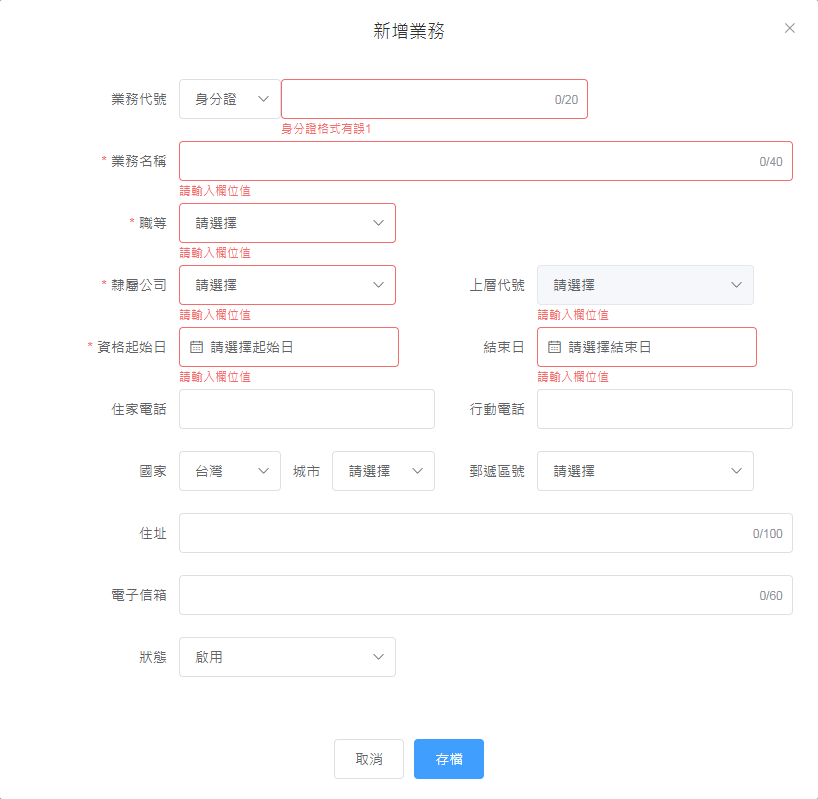 新增業務
業務代號 身分證 0/20
身分證格式有誤1
* 業務名稱 0/40
請輸入欄位值
* 職等 請選擇
請輸入欄位值
* 隸屬公司 請選擇 上層代號 請選擇
請輸入欄位值 請輸入欄位值
* 資格起始日 請選擇起始日 結束日 請選擇結束日
請輸入欄位值 請輸入欄位值
住家電話 行動電話
國家 台灣 城市 請選擇 郵遞區號 請選擇
住址 0/100
電子信箱 0/60
狀態 啟用
取消 存檔